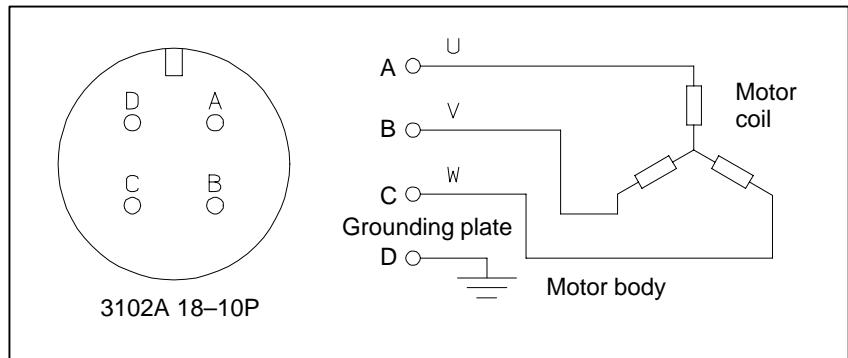 D A
C B
3102A 18–10P
A U
B V
C W
Grounding plate
D
Motor
coil
Motor body